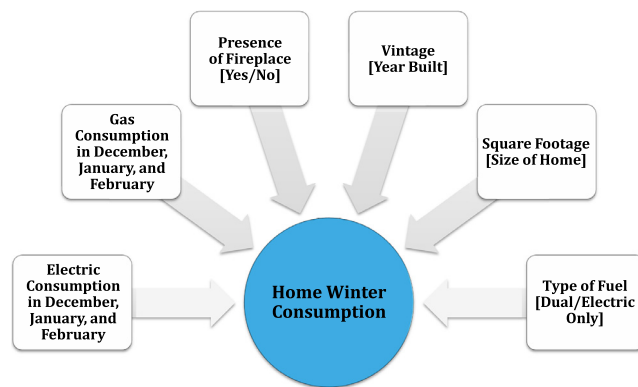 Presence
of Fireplace
[Yes/No]
Vintage
[Year Built]
Gas
Consumption
in December,
January, and
February
Square Footage
[Size of Home]
Electric
Consumption
in December,
January, and
February
Home Winter
Consumption
Type of Fuel
[Dual/Electric
Only]